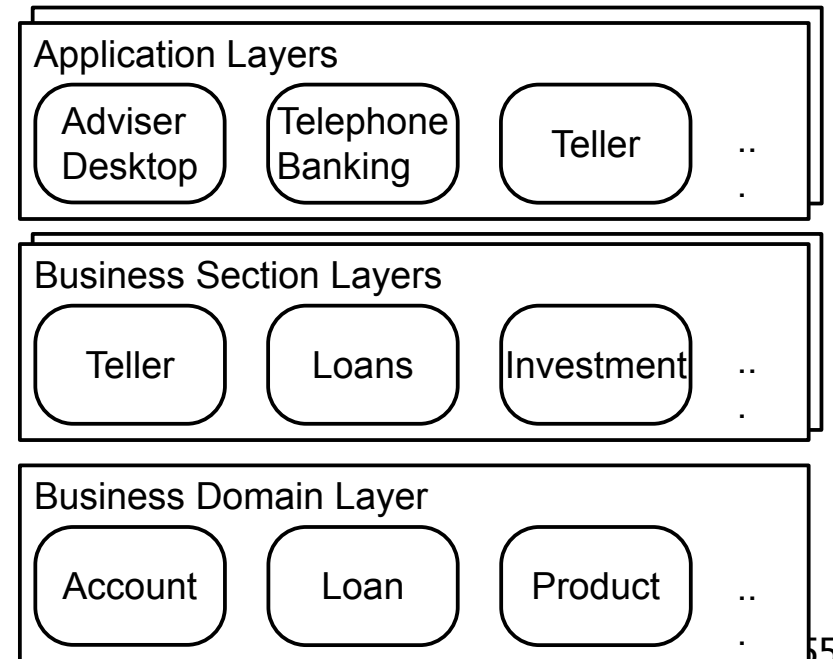 Application Layers
Adviser
Desktop
Telephone
Banking
Teller
..
.
Business Section Layers
Teller
Loans
Investment
..
.
Business Domain Layer
Account
Loan
Product
..
.